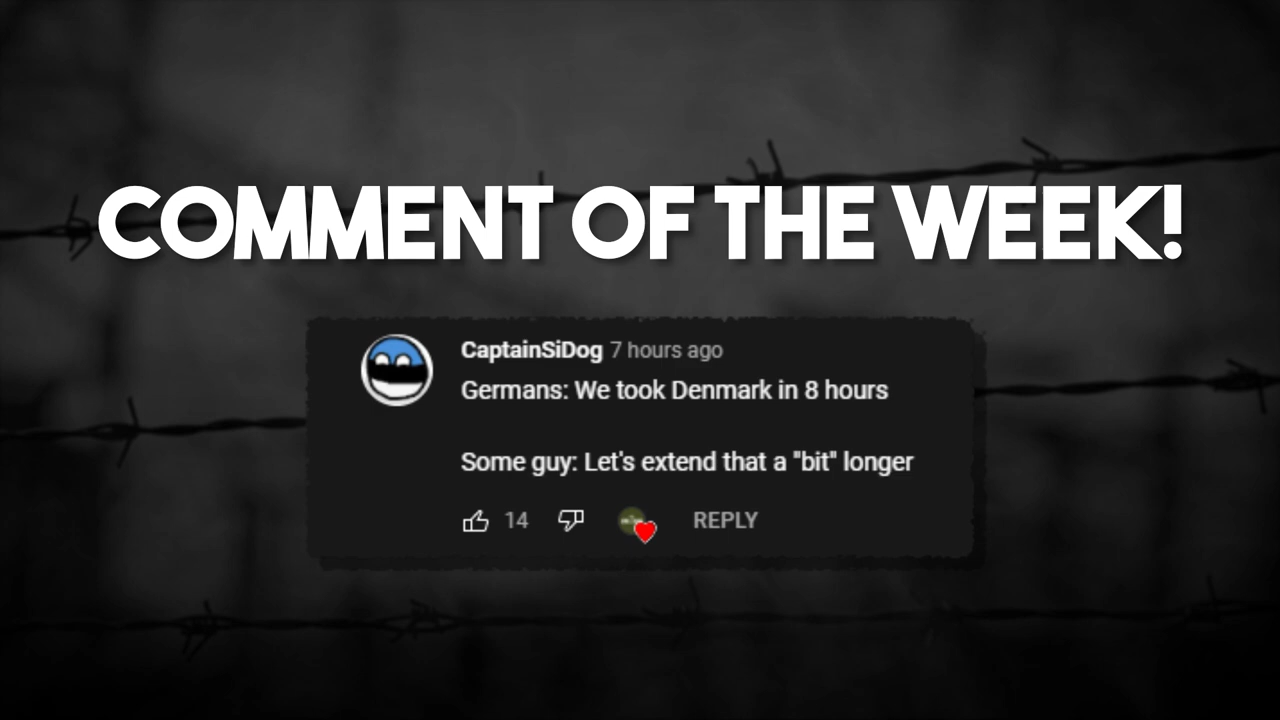 COMMENT OF THE WEEK!
CaptainSiDog 7 hours ago
Germans: We took Denmark in 8 hours
Some guy: Let's extend that a "bit" longer
14 REPLY